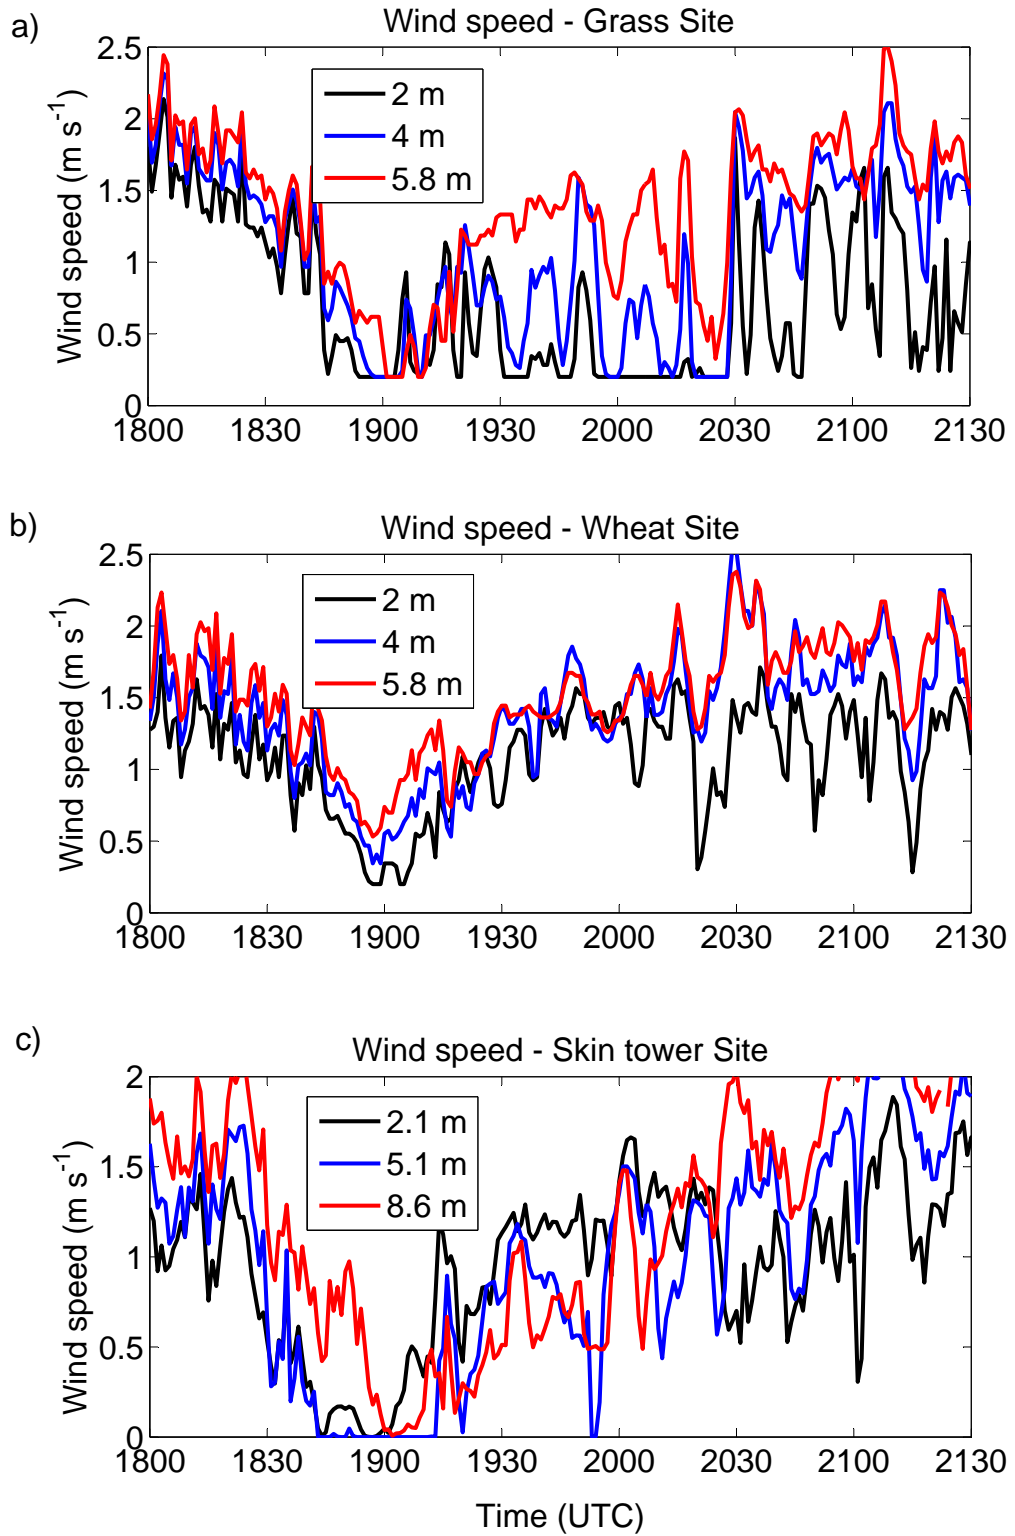 a)
Wind speed - Grass Site
Wind speed (m s-1)
2.5
2
1.5
1
0.5
0
2 m
4 m
5.8 m
1800 1830 1900 1930 2000 2030 2100 2130
b)
Wind speed - Wheat Site
Wind speed (m s-1)
2.5
2
1.5
1
0.5
0
2 m
4 m
5.8 m
1800 1830 1900 1930 2000 2030 2100 2130
c)
Wind speed - Skin tower Site
Wind speed (m s-1)
2
1.5
1
0.5
0
2.1 m
5.1 m
8.6 m
1800 1830 1900 1930 2000 2030 2100 2130
Time (UTC)